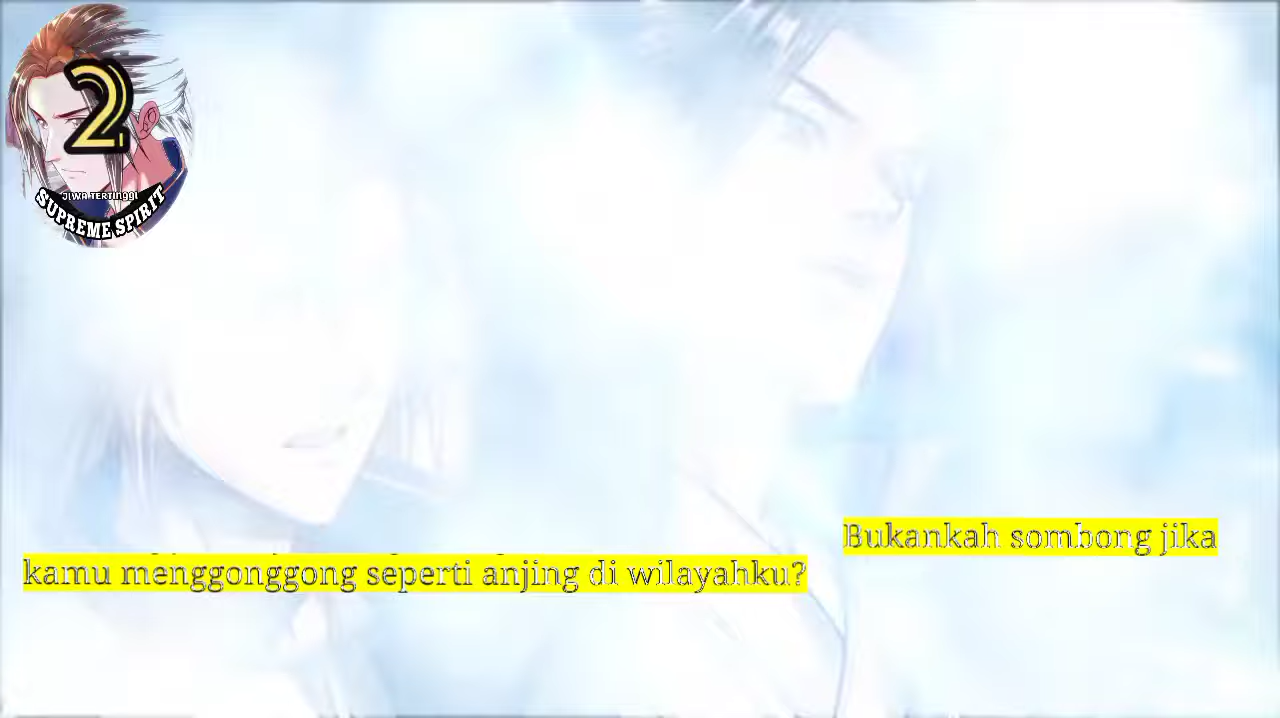 2
JIWA TERTINGGI
SUPREME SPIRIT
Bukankah sombong jika
kamu menggonggong seperti anjing di wilayahku?